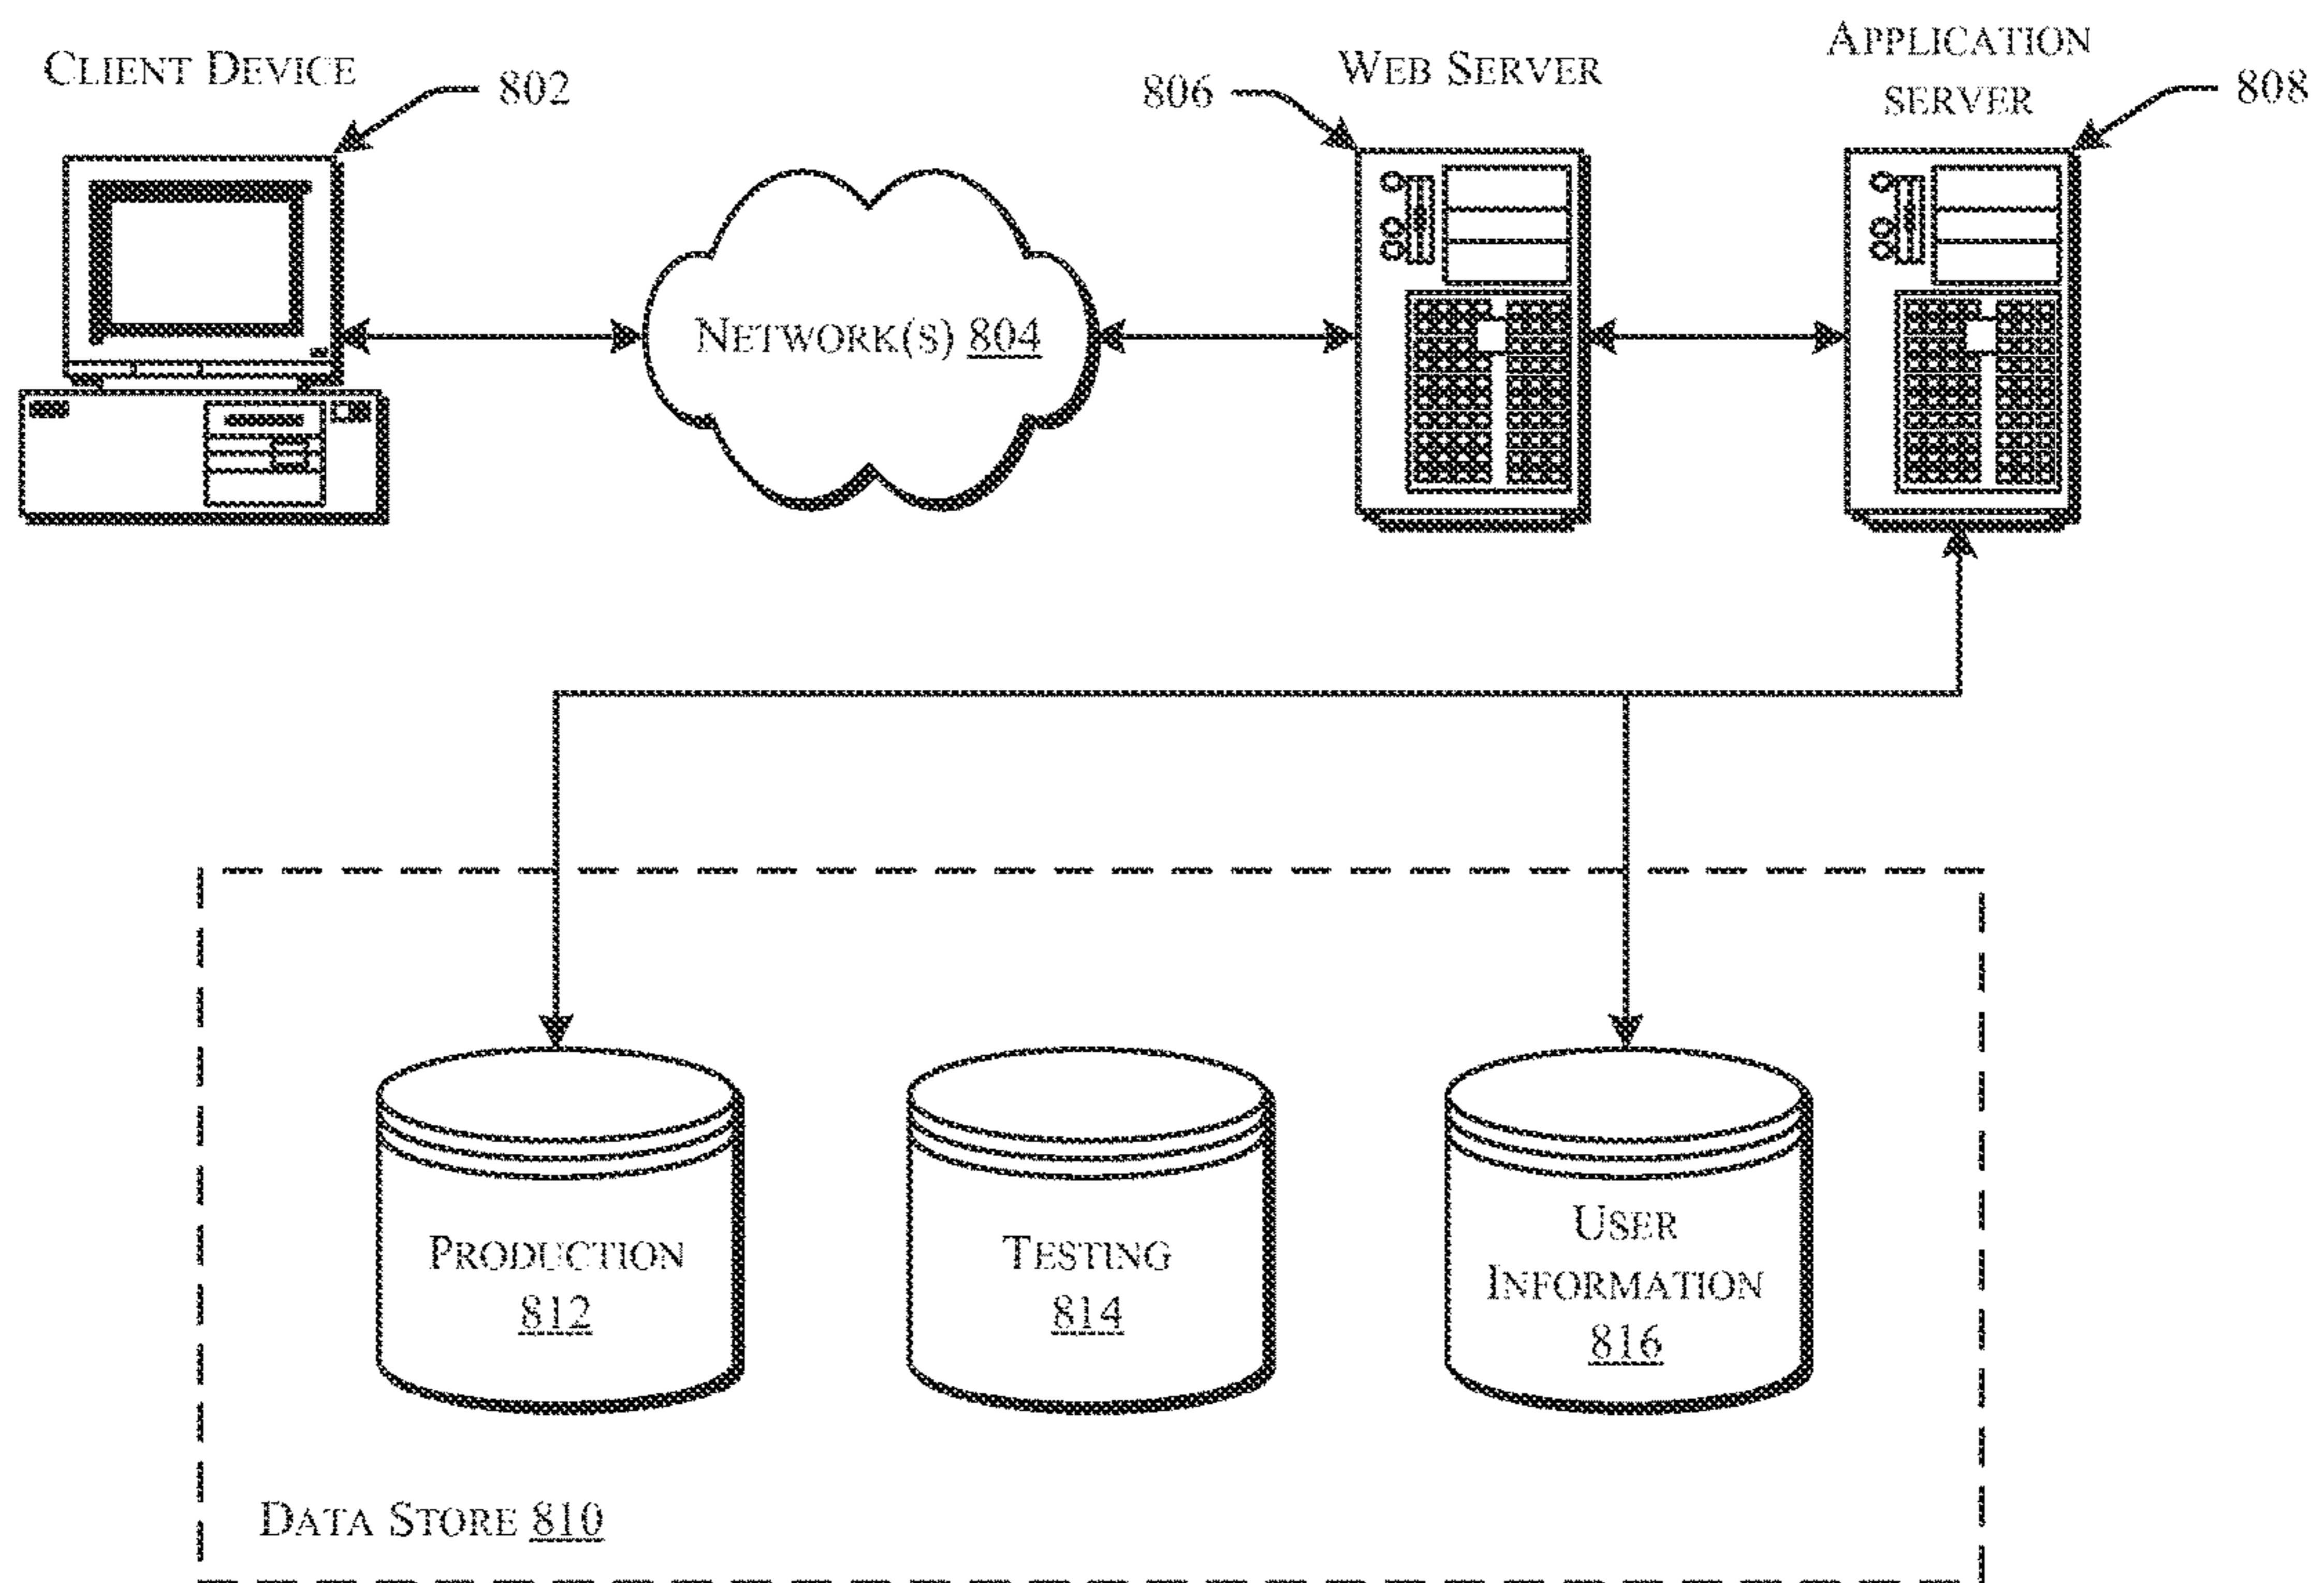 CLIENT DEVICE
802
806
WEB SERVER
APPLICATION
SERVER
808
NETWORK(S) 804
PRODUCTION
812
TESTING
814
USER
INFORMATION
816
DATA STORE 810